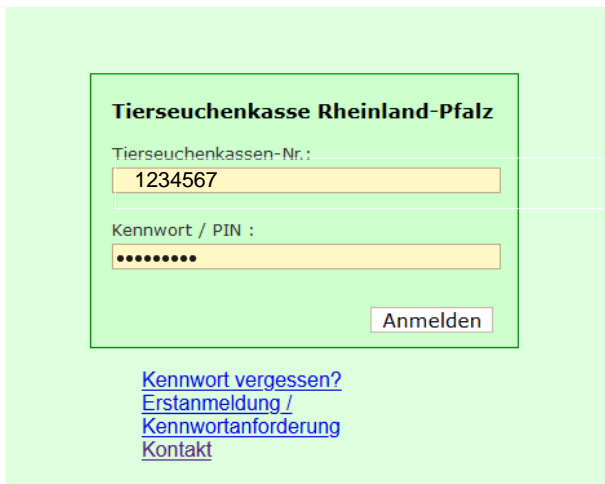 Tierseuchenkasse Rheinland-Pfalz
Tierseuchenkassen-Nr.:
1234567
Kennwort / PIN :
•••••••••
Anmelden
Kennwort vergessen?
Erstanmeldung /
Kennwortanforderung
Kontakt